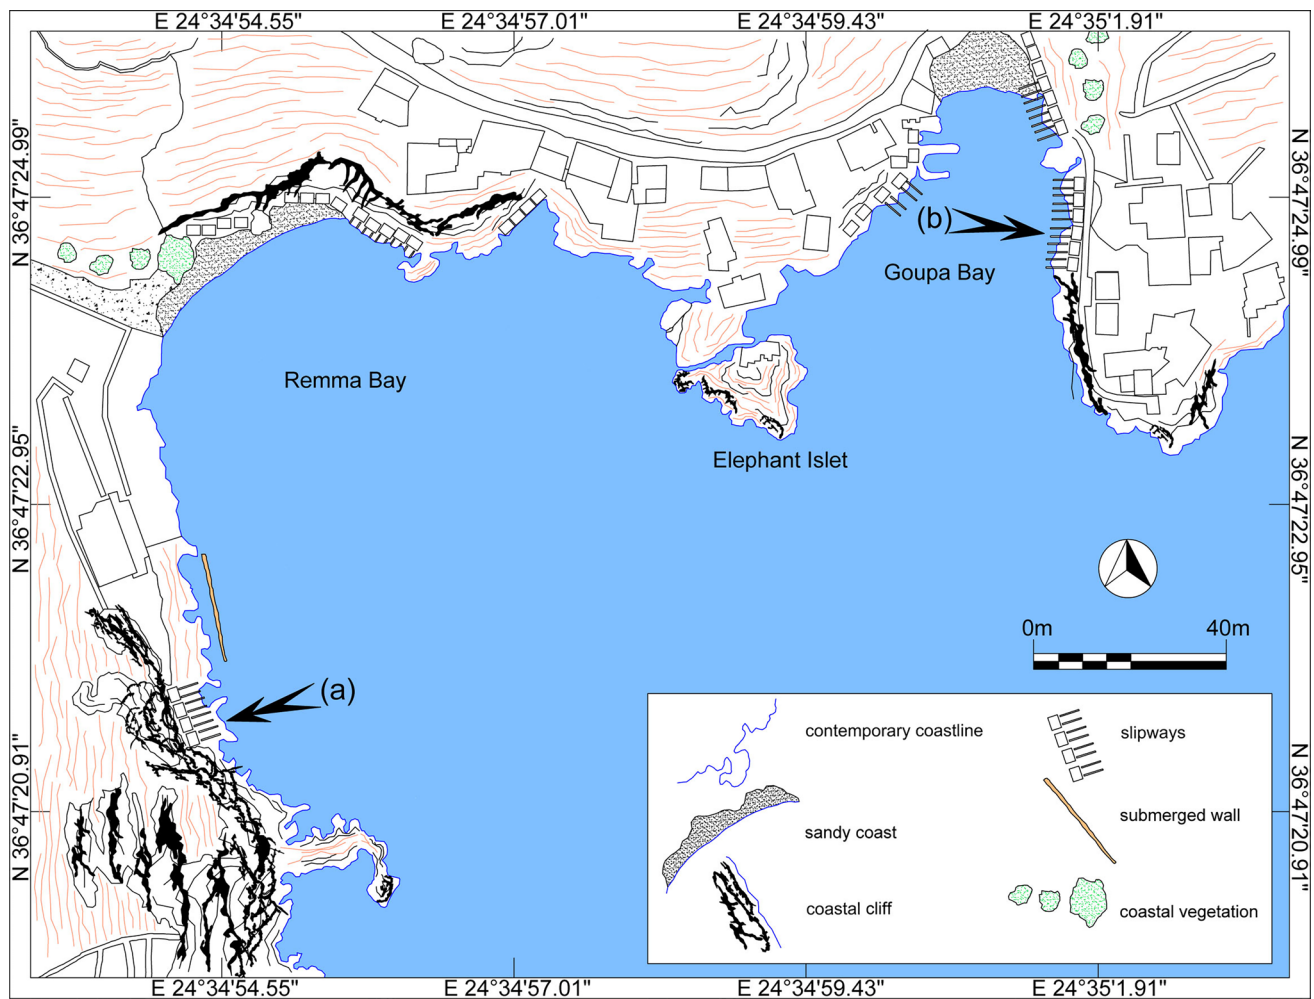 E 24°34'54.55"
E 24°34'57.01"
E 24°34'59.43"
E 24°35'1.91"
N 36°47'24.99"
N 36°47'24.99"
(b)
Goupa Bay
Remma Bay
Elephant Islet
N 36°47'22.95"
N 36°47'22.95"
0m
40m
(a)
contemporary coastline
slipways
sandy coast
submerged wall
coastal cliff
coastal vegetation
N 36°47'20.91"
N 36°47'20.91"
E 24°34'54.55"
E 24°34'57.01"
E 24°34'59.43"
E 24°35'1.91"